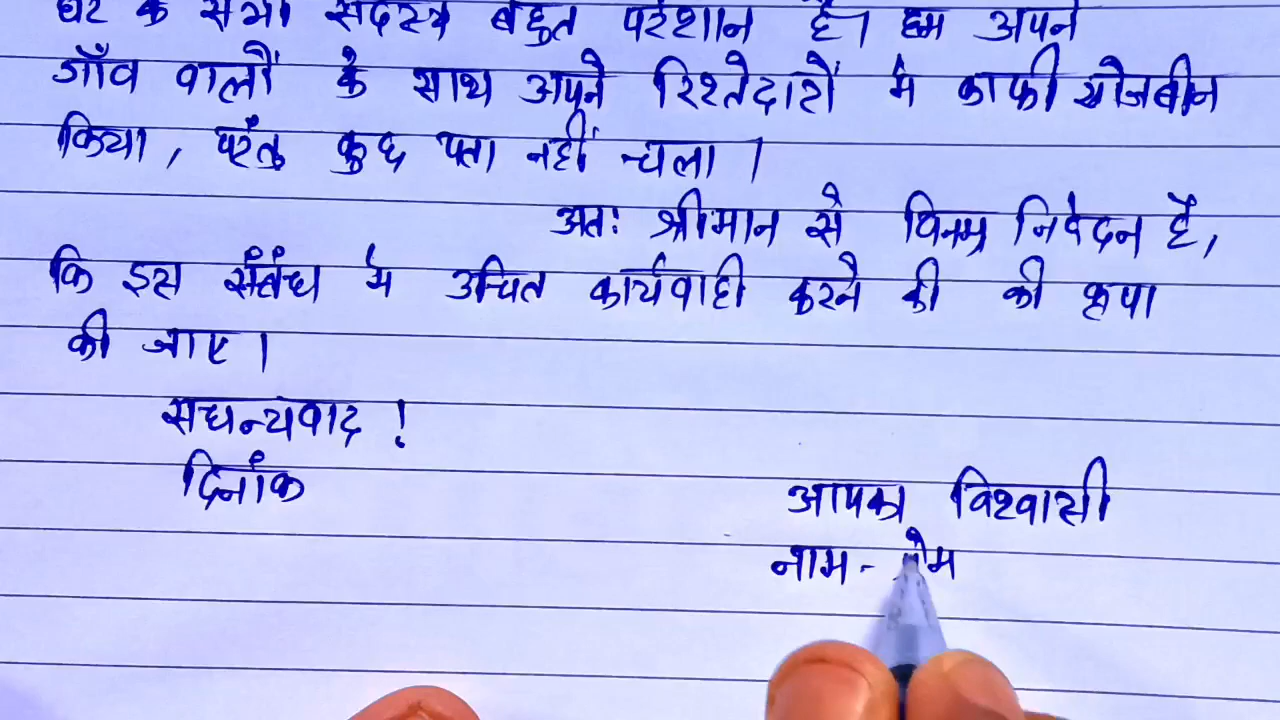 घर के सभी सदस्य बहुत परेशान है। हम अपने
गाँव वालों के साथ अपने रिश्तेदारों मे काफी खोजबीन
किया, परंतु कुछ पता नहीं चला।
अतः श्रीमान से विनम्र निवेदन है,
कि इस संबंध मे उचित कार्यवाही करने की की कृपा
की जाए।
सधन्यवाद !
दिनांक
आपका विश्वासी
नाम-